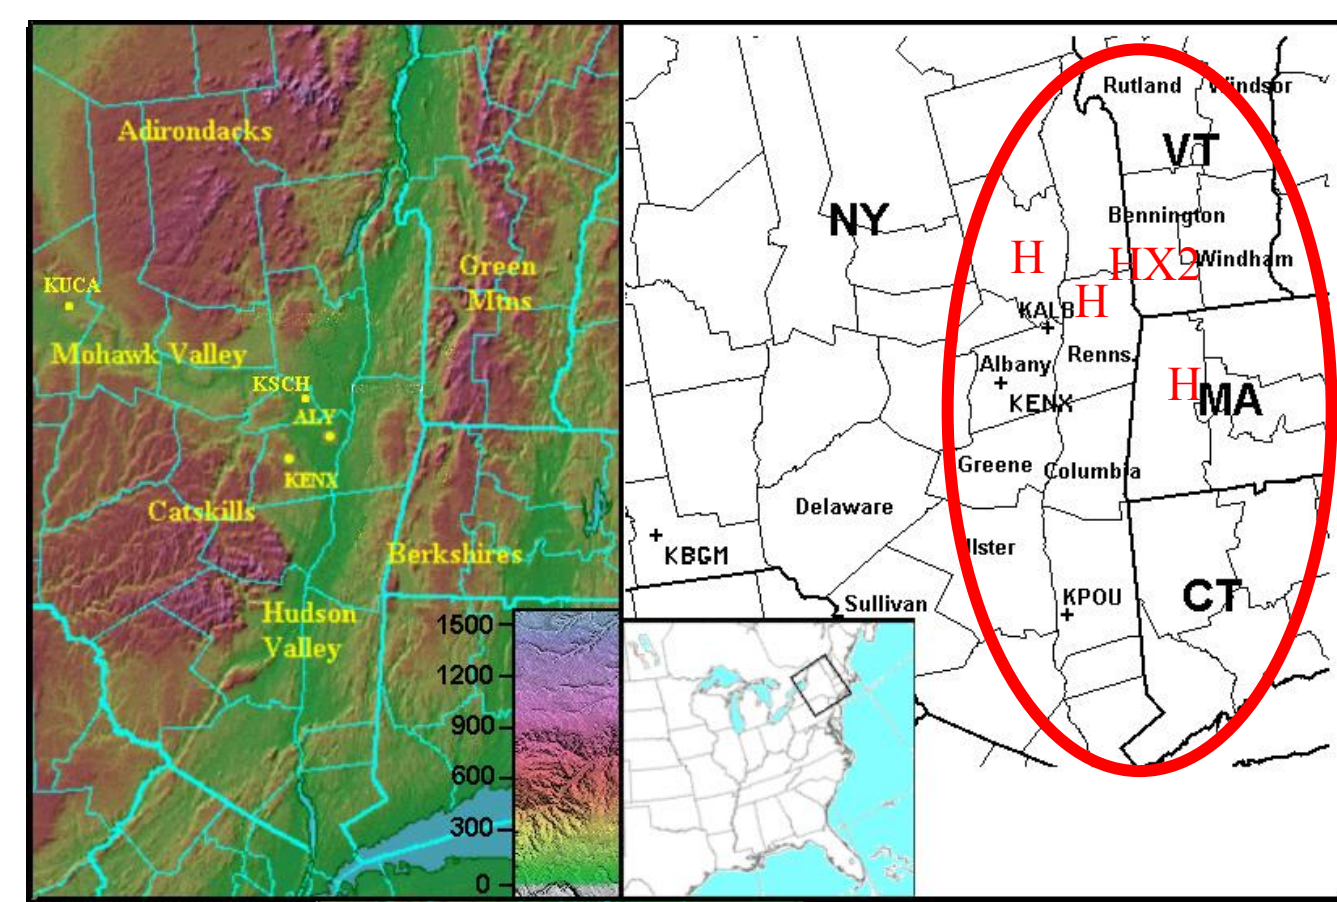 Adirondacks
Green
Mtns
KUCA
Mohawk Valley
KSCH
ALY
KENX
Catskills
Berkshires
Hudson
Valley
1500
1200
900
600
300
0
Rutland
Windsor
VT
NY
Bennington
H
HX2
Windham
H
KALB
Albany
Renns.
H
MA
KENX
Greene
Columbia
Delaware
KBGM
lster
Sullivan
KPOU
CT